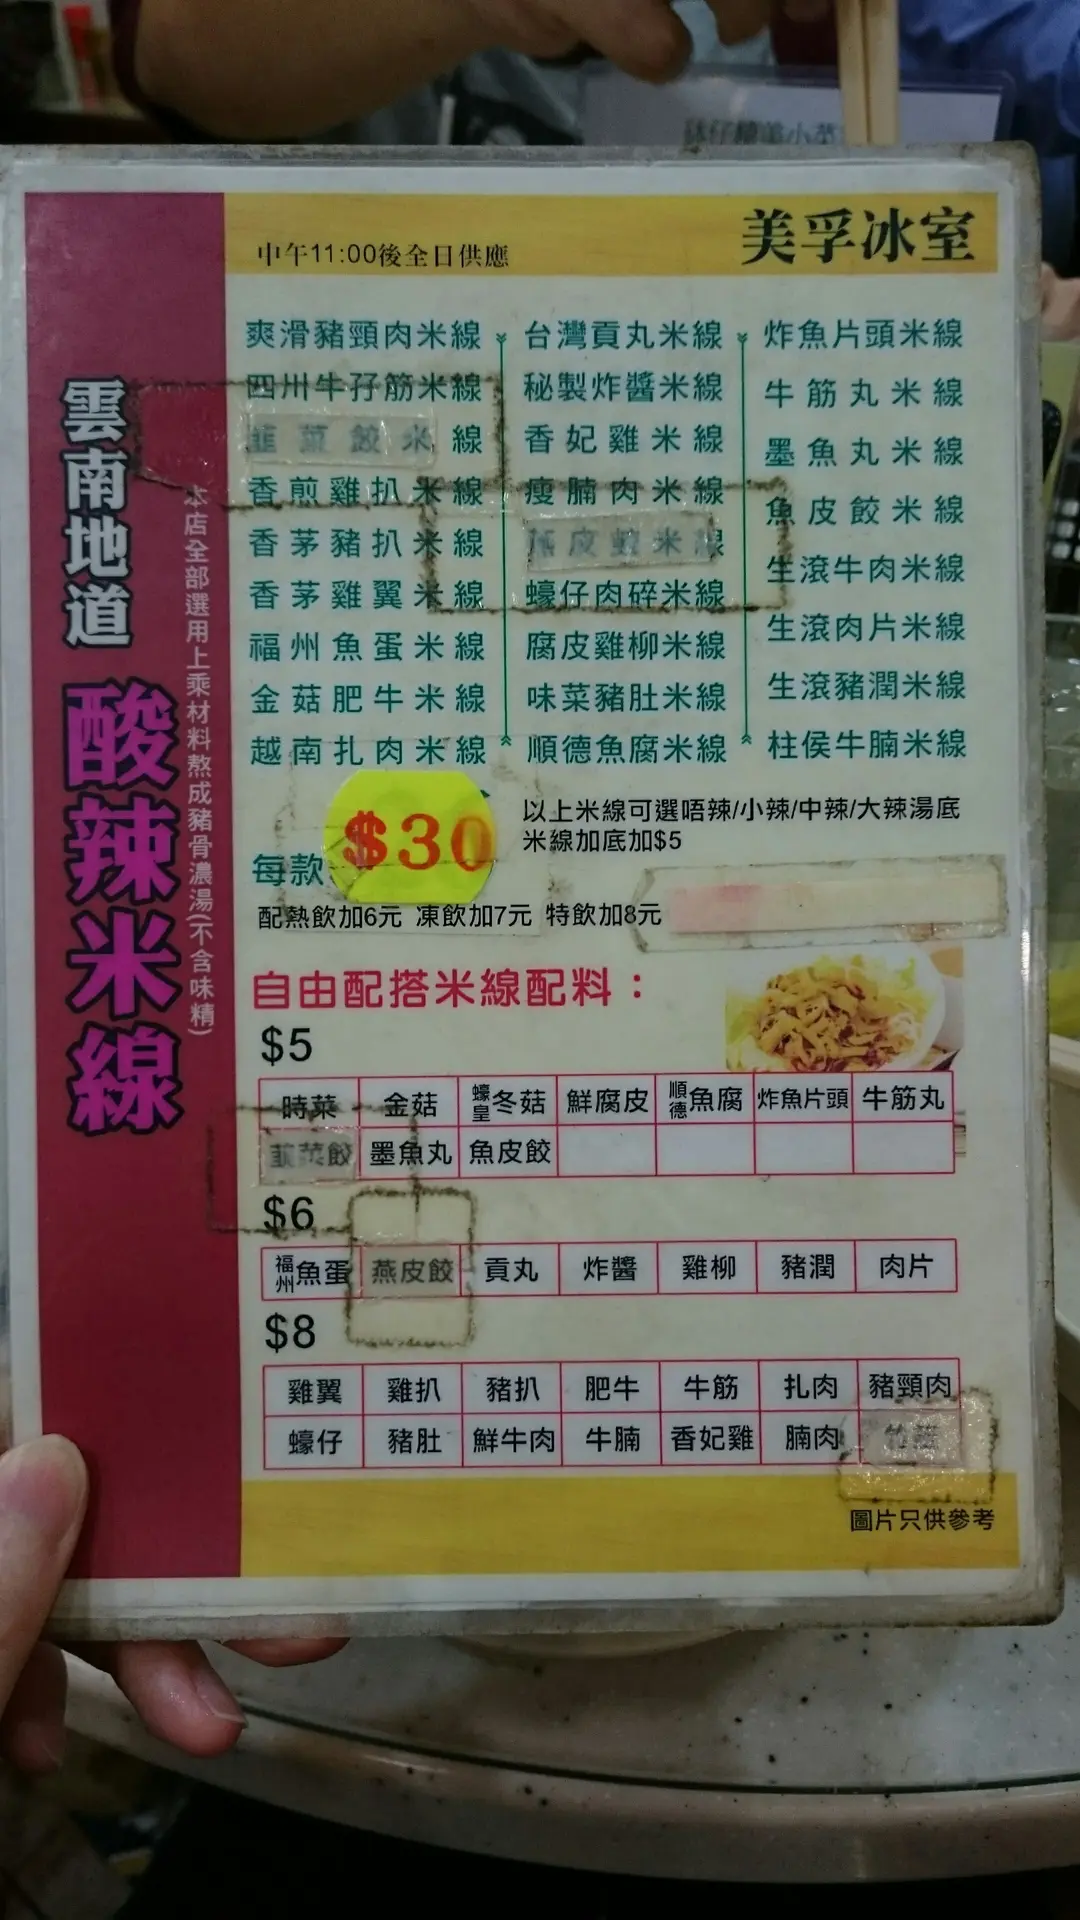 美孚冰室
中午11:00後全日供應
雲南地道
酸辣米線
本店全部選用上乘材料熬成豬骨濃湯(不含味精)
爽滑豬頸肉米線
四川牛孖筋米線
韮菜餃米線
香煎雞扒米線
香茅豬扒米線
香茅雞翼米線
福州魚蛋米線
金菇肥牛米線
越南扎肉米線
台灣貢丸米線
秘製炸醬米線
香妃雞米線
瘦腩肉米線
燕皮餃米線
蠔仔肉碎米線
腐皮雞柳米線
味菜豬肚米線
順德魚腐米線
炸魚片頭米線
牛筋丸米線
墨魚丸米線
魚皮餃米線
生滾牛肉米線
生滾肉片米線
生滾豬潤米線
柱侯牛腩米線
每款 $30
以上米線可選唔辣/小辣/中辣/大辣湯底
米線加底加$5
配熱飲加6元 凍飲加7元 特飲加8元
自由配搭米線配料：
$5
時菜 金菇 蠔皇冬菇 鮮腐皮 順德魚腐 炸魚片頭 牛筋丸
韮菜餃 墨魚丸 魚皮餃
$6
福州魚蛋 燕皮餃 貢丸 炸醬 雞柳 豬潤 肉片
$8
雞翼 雞扒 豬扒 肥牛 牛筋 扎肉 豬頸肉
蠔仔 豬肚 鮮牛肉 牛腩 香妃雞 腩肉
圖片只供參考